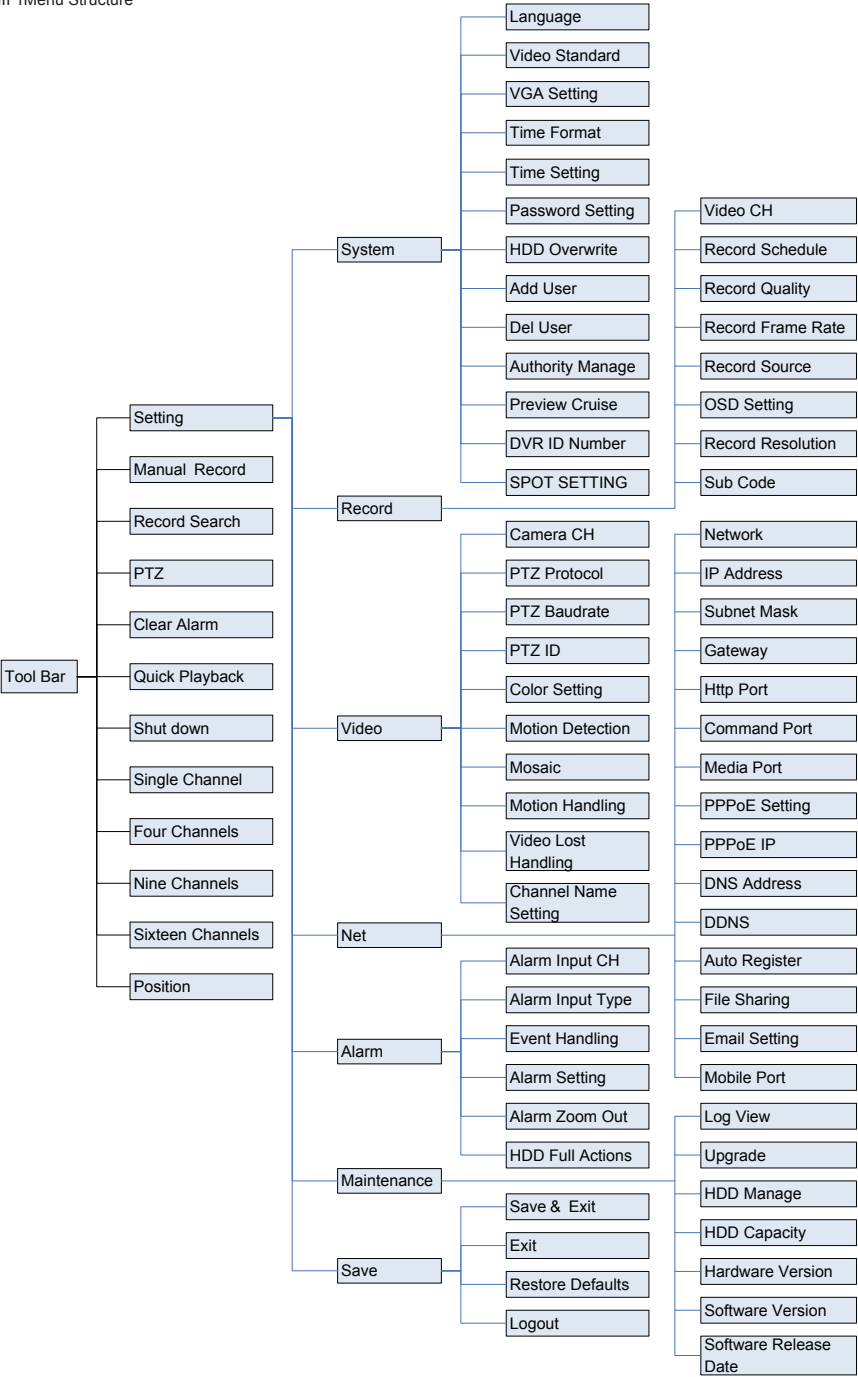 Menu Structure
Tool Bar
Setting
Manual Record
Record Search
PTZ
Clear Alarm
Quick Playback
Shut down
Single Channel
Four Channels
Nine Channels
Sixteen Channels
Position
System
Record
Video
Net
Alarm
Maintenance
Save
Language
Video Standard
VGA Setting
Time Format
Time Setting
Password Setting
HDD Overwrite
Add User
Del User
Authority Manage
Preview Cruise
DVR ID Number
SPOT SETTING
Camera CH
PTZ Protocol
PTZ Baudrate
PTZ ID
Color Setting
Motion Detection
Mosaic
Motion Handling
Video Lost
Handling
Channel Name
Setting
Alarm Input CH
Alarm Input Type
Event Handling
Alarm Setting
Alarm Zoom Out
HDD Full Actions
Save & Exit
Exit
Restore Defaults
Logout
Video CH
Record Schedule
Record Quality
Record Frame Rate
Record Source
OSD Setting
Record Resolution
Sub Code
Network
IP Address
Subnet Mask
Gateway
Http Port
Command Port
Media Port
PPPoE Setting
PPPoE IP
DNS Address
DDNS
Auto Register
File Sharing
Email Setting
Mobile Port
Log View
Upgrade
HDD Manage
HDD Capacity
Hardware Version
Software Version
Software Release
Date